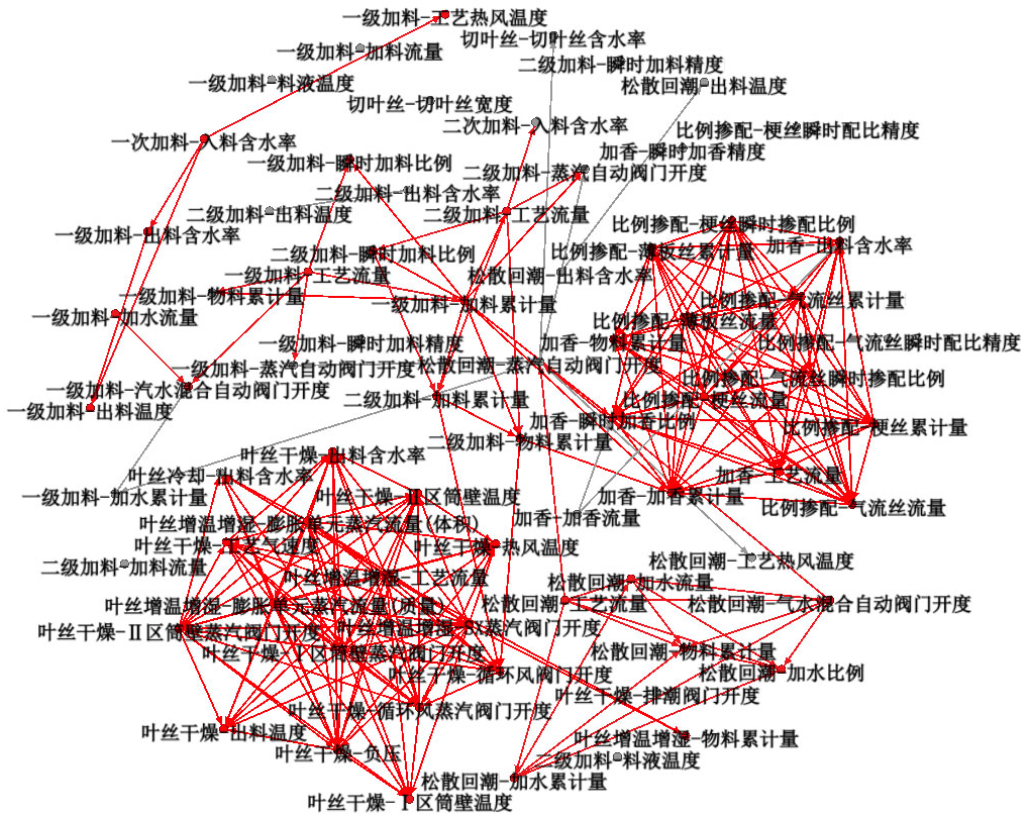 一级加料-工艺热风温度
切叶丝-切叶丝含水率
一级加料-加料流量
二级加料-瞬时加料精度
一级加料-料液温度
松散回潮-出料温度
切叶丝-切叶丝宽度
二次加料-入料含水率
比例掺配-梗丝瞬时配比精度
一次加料-入料含水率
加香-瞬时加香精度
一级加料-瞬时加料比例
二级加料-蒸汽自动阀门开度
二级加料-出料含水率
二级加料-出料温度
二级加料-工艺流量
比例掺配-梗丝瞬时掺配比例
一级加料-出料含水率
加香-出料含水率
二级加料-瞬时加料比例
比例掺配-薄板丝累计量
一级加料-工艺流量
松散回潮-出料含水率
一级加料-物料累计量
一级加料-加料累计量
比例掺配-气流丝累计量
一级加料-加水流量
比例掺配-薄板丝流量
一级加料-瞬时加料精度
加香-物料累计量
比例掺配-气流丝瞬时配比精度
一级加料-蒸汽自动阀门开度
松散回潮-蒸汽自动阀门开度
比例掺配-气流丝瞬时掺配比例
一级加料-汽水混合自动阀门开度
二级加料-加料累计量
比例掺配-梗丝流量
一级加料-出料温度
加香-瞬时加香比例
比例掺配-梗丝累计量
二级加料-物料累计量
叶丝干燥-出料含水率
叶丝冷却-出料含水率
加香-工艺流量
一级加料-加水累计量
叶丝干燥-Ⅱ区筒壁温度
加香-加香累计量
比例掺配-气流丝流量
加香-加香流量
叶丝增温增湿-膨胀单元蒸汽流量(体积)
叶丝干燥-工艺气速度
叶丝干燥-热风温度
松散回潮-工艺热风温度
二级加料-加料流量
叶丝增温增湿-工艺流量
松散回潮-加水流量
叶丝增温增湿-膨胀单元蒸汽流量(质量)
松散回潮-工艺流量
松散回潮-气水混合自动阀门开度
叶丝干燥-Ⅱ区筒壁蒸汽阀门开度
叶丝增温增湿-SX蒸汽阀门开度
叶丝干燥-Ⅰ区筒壁蒸汽阀门开度
松散回潮-物料累计量
叶丝干燥-循环风阀门开度
松散回潮-加水比例
叶丝干燥-排潮阀门开度
叶丝干燥-循环风蒸汽阀门开度
叶丝干燥-出料温度
叶丝增温增湿-物料累计量
叶丝干燥-负压
二级加料-料液温度
松散回潮-加水累计量
叶丝干燥-Ⅰ区筒壁温度